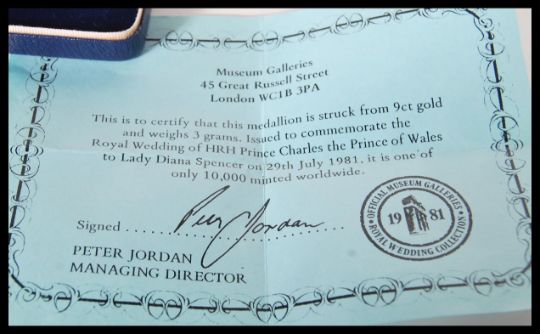 Museum Galleries
45 Great Russell Street
London WC1B 3PA
This is to certify that this medallion is struck from 9ct gold
and weighs 3 grams. Issued to commemorate the
Royal Wedding of HRH Prince Charles the Prince of Wales
to Lady Diana Spencer on 29th July 1981, it is one of
only 10,000 minted worldwide.
Signed Peter Jordan
PETER JORDAN
MANAGING DIRECTOR
OFFICIAL MUSEUM GALLERIES
1981
ROYAL WEDDING COLLECTION